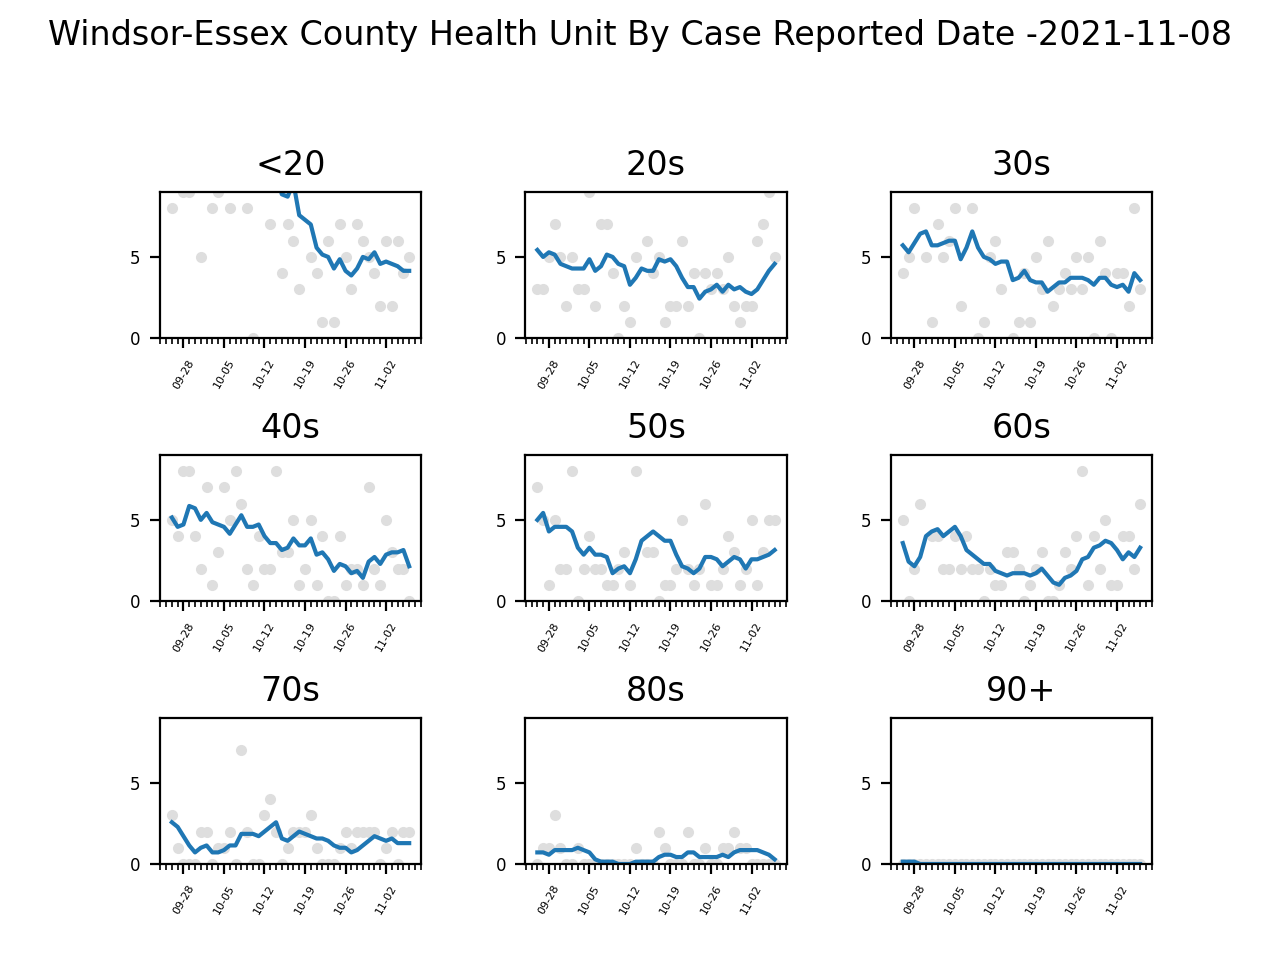 Windsor-Essex County Health Unit By Case Reported Date -2021-11-08
<20 20s 30s
5 5 5
0 0 0
09-28 10-05 10-12 10-19 10-26 11-02 09-28 10-05 10-12 10-19 10-26 11-02 09-28 10-05 10-12 10-19 10-26 11-02
40s 50s 60s
5 5 5
0 0 0
09-28 10-05 10-12 10-19 10-26 11-02 09-28 10-05 10-12 10-19 10-26 11-02 09-28 10-05 10-12 10-19 10-26 11-02
70s 80s 90+
5 5 5
0 0 0
09-28 10-05 10-12 10-19 10-26 11-02 09-28 10-05 10-12 10-19 10-26 11-02 09-28 10-05 10-12 10-19 10-26 11-02